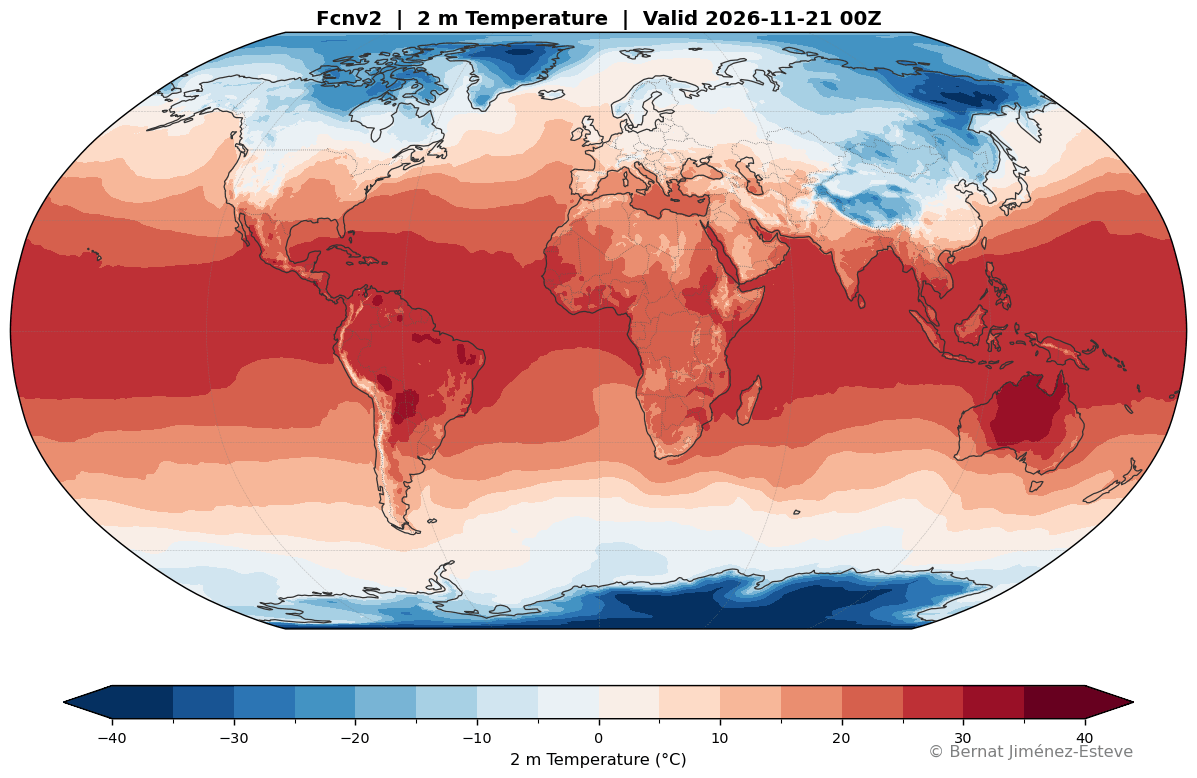 Fcnv2 | 2 m Temperature | Valid 2026-11-21 00Z
−40 −30 −20 −10 0 10 20 30 40
2 m Temperature (°C)
© Bernat Jiménez-Esteve